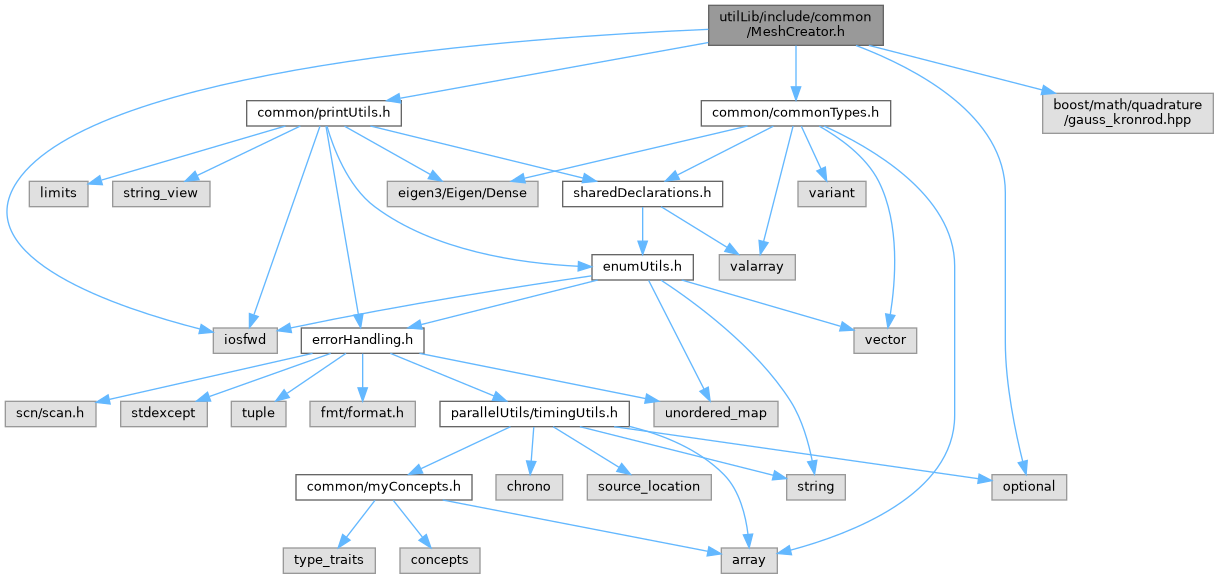 utilLib/include/common
/MeshCreator.h
common/printUtils.h
common/commonTypes.h
boost/math/quadrature
/gauss_kronrod.hpp
limits
string_view
eigen3/Eigen/Dense
sharedDeclarations.h
variant
enumUtils.h
valarray
iosfwd
errorHandling.h
vector
scn/scan.h
stdexcept
tuple
fmt/format.h
parallelUtils/timingUtils.h
unordered_map
common/myConcepts.h
chrono
source_location
string
optional
type_traits
concepts
array